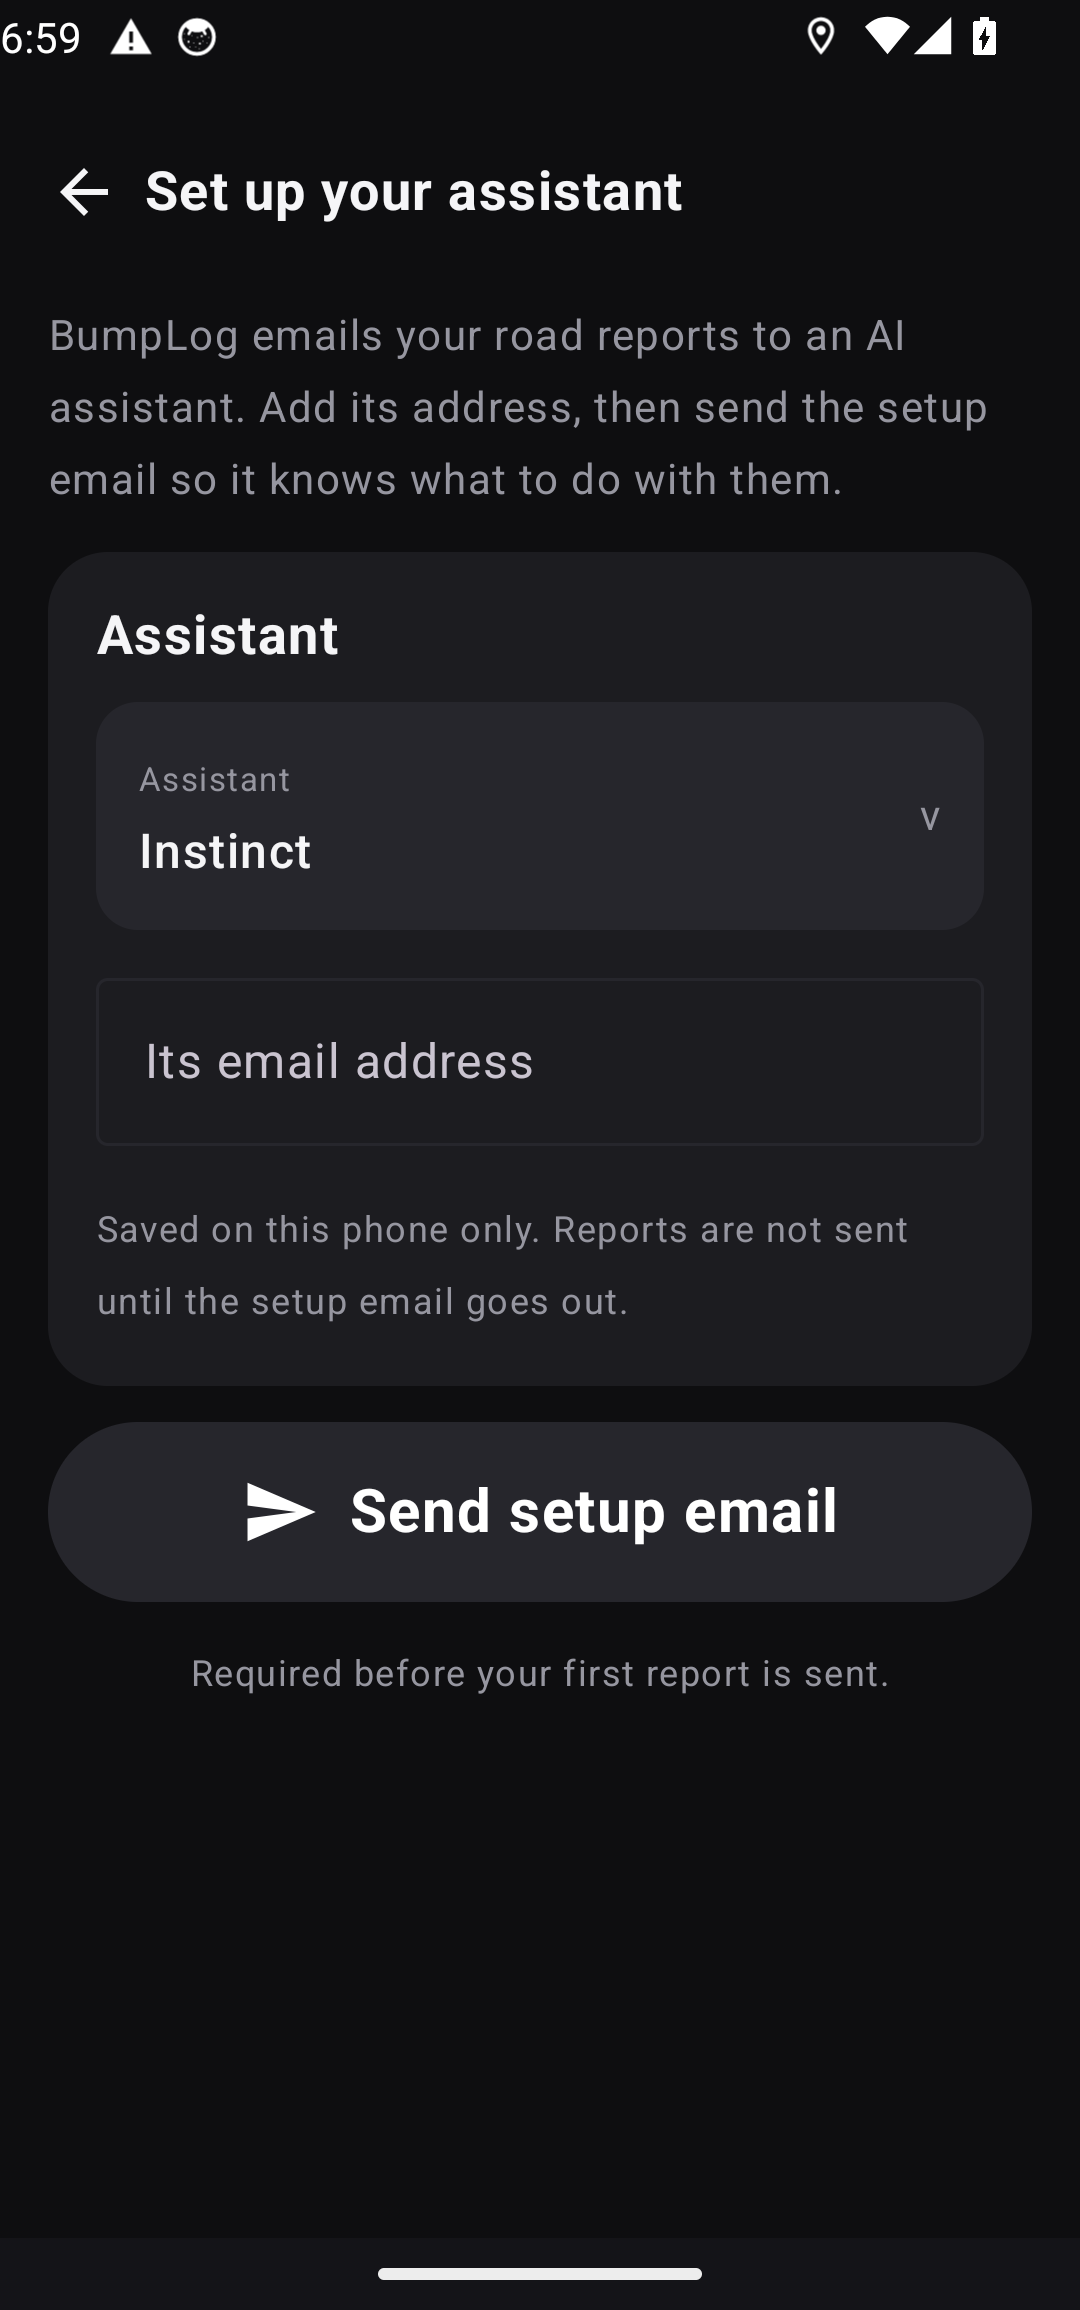 6:59
Set up your assistant
BumpLog emails your road reports to an AI
assistant. Add its address, then send the setup
email so it knows what to do with them.
Assistant
Assistant
Instinct
v
Its email address
Saved on this phone only. Reports are not sent
until the setup email goes out.
Send setup email
Required before your first report is sent.